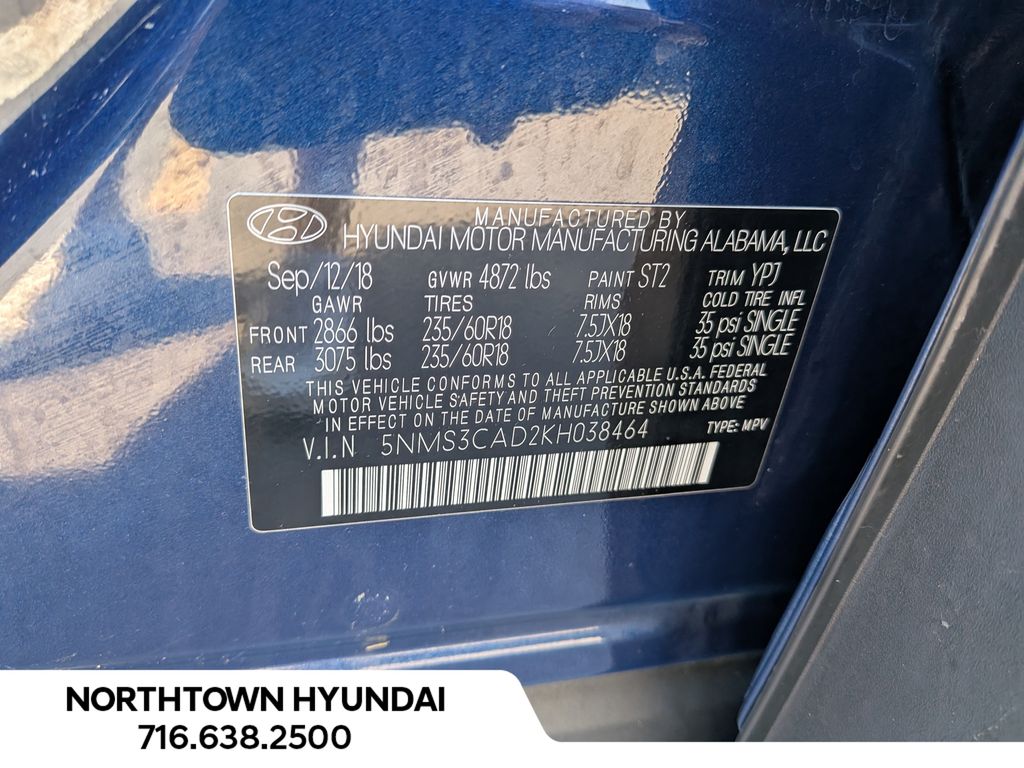 MANUFACTURED BY
HYUNDAI MOTOR MANUFACTURING ALABAMA, LLC
Sep/12/18 GVWR 4872 lbs PAINT ST2 TRIM YPJ
GAWR TIRES RIMS COLD TIRE INFL
FRONT 2866 lbs 235/60R18 7.5JX18 35 psi SINGLE
REAR 3075 lbs 235/60R18 7.5JX18 35 psi SINGLE
THIS VEHICLE CONFORMS TO ALL APPLICABLE U.S.A. FEDERAL
MOTOR VEHICLE SAFETY AND THEFT PREVENTION STANDARDS
IN EFFECT ON THE DATE OF MANUFACTURE SHOWN ABOVE
V.I.N 5NMS3CAD2KH038464 TYPE: MPV
NORTHTOWN HYUNDAI
716.638.2500